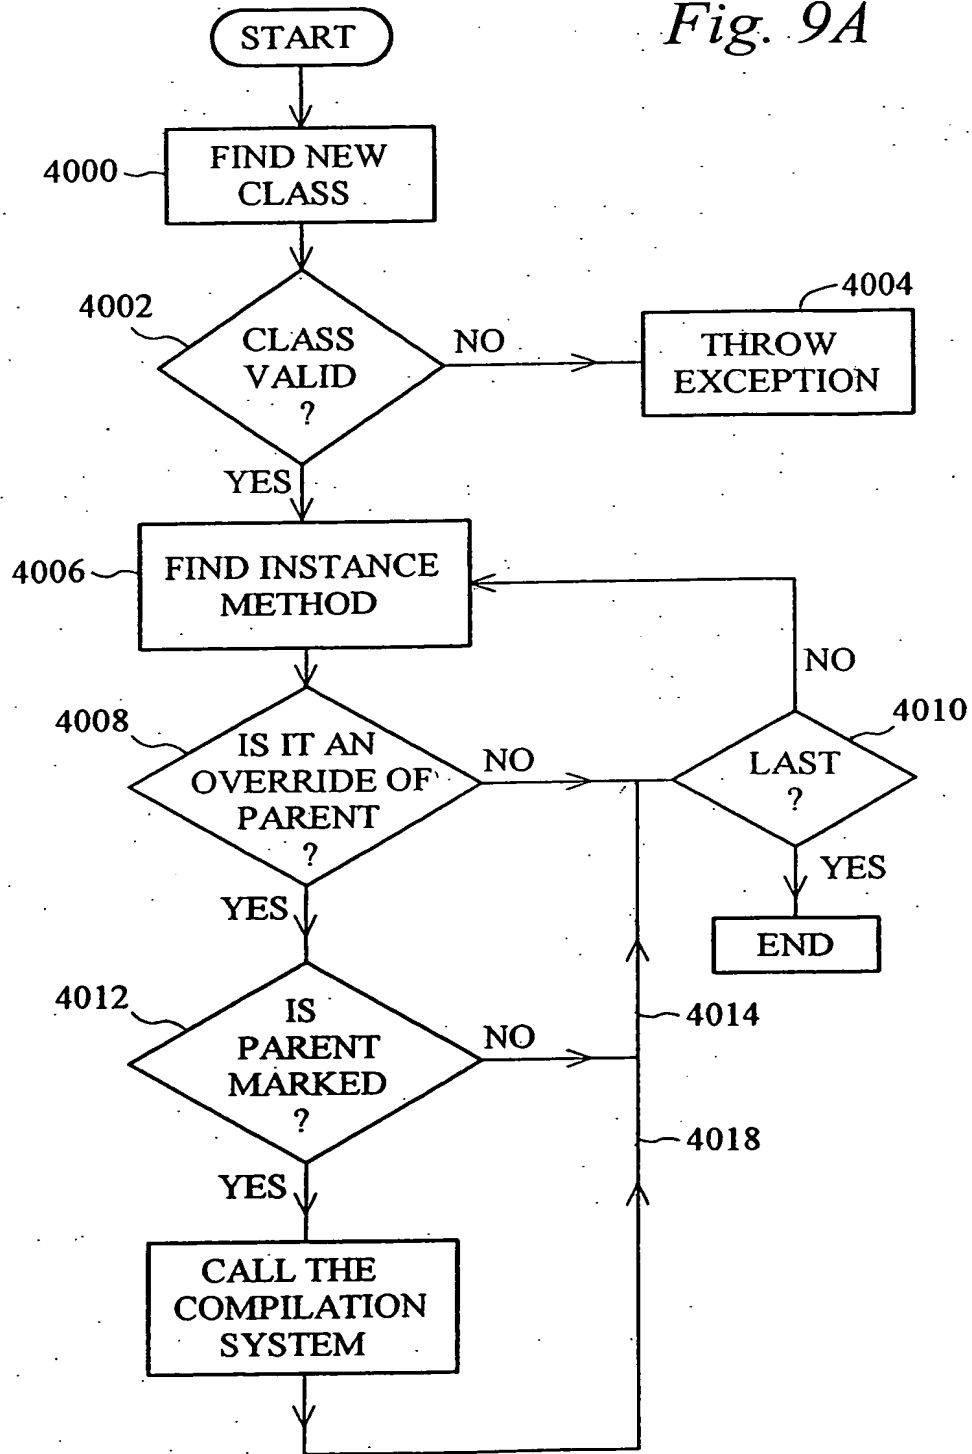 Fig. 9A
START
4000
FIND NEW
CLASS
4002
CLASS
VALID
?
NO
4004
THROW
EXCEPTION
YES
4006
FIND INSTANCE
METHOD
NO
4008
IS IT AN
OVERRIDE OF
PARENT
?
NO
4010
LAST
?
YES
END
YES
4012
IS
PARENT
MARKED
?
NO
4014
4018
YES
CALL THE
COMPILATION
SYSTEM